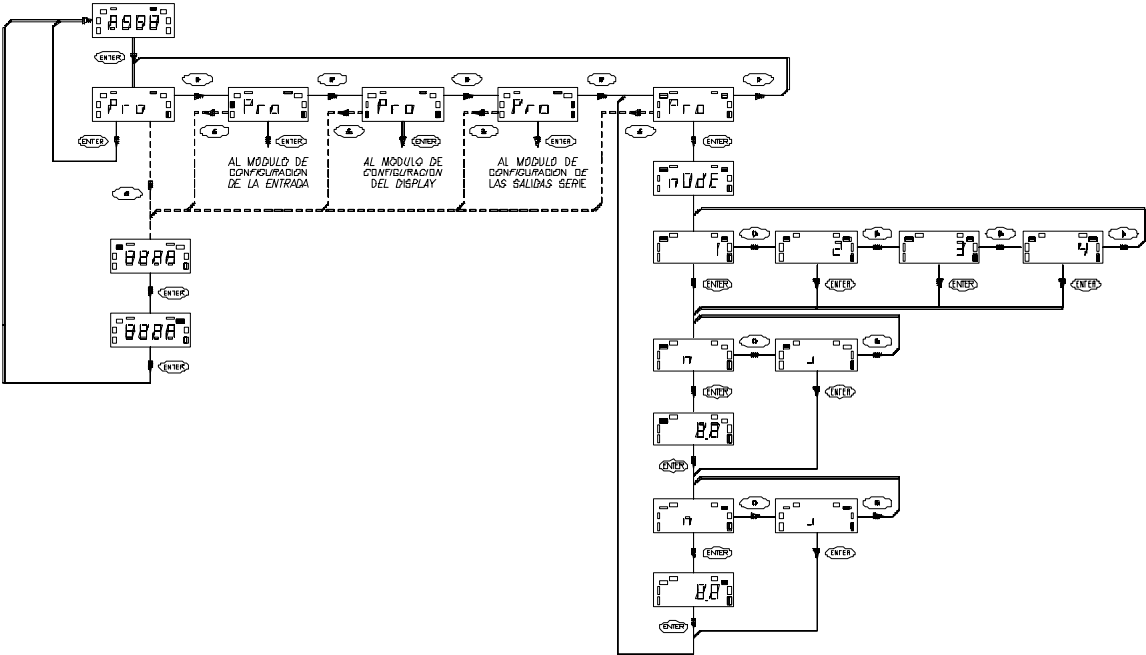 8888
ENTER
Pro
Pro
Pro
Pro
Pro
ENTER
ENTER
ENTER
ENTER
ENTER
AL MODULO DE
CONFIGURACION
DE LA ENTRADA
AL MODULO DE
CONFIGURACION
DEL DISPLAY
AL MODULO DE
CONFIGURACION DE
LAS SALIDAS SERIE
nOdE
8888
1
2
3
4
ENTER
ENTER
ENTER
ENTER
ENTER
8888
n
ENTER
ENTER
ENTER
8.8
ENTER
n
ENTER
ENTER
8.8
ENTER